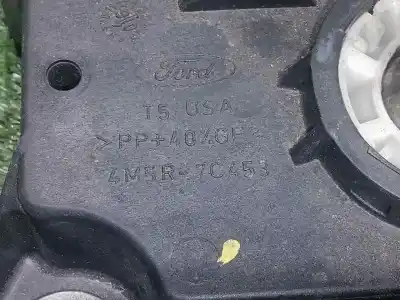 Ford
T5 USA
>PP+40%GF<
4M5R-7C453